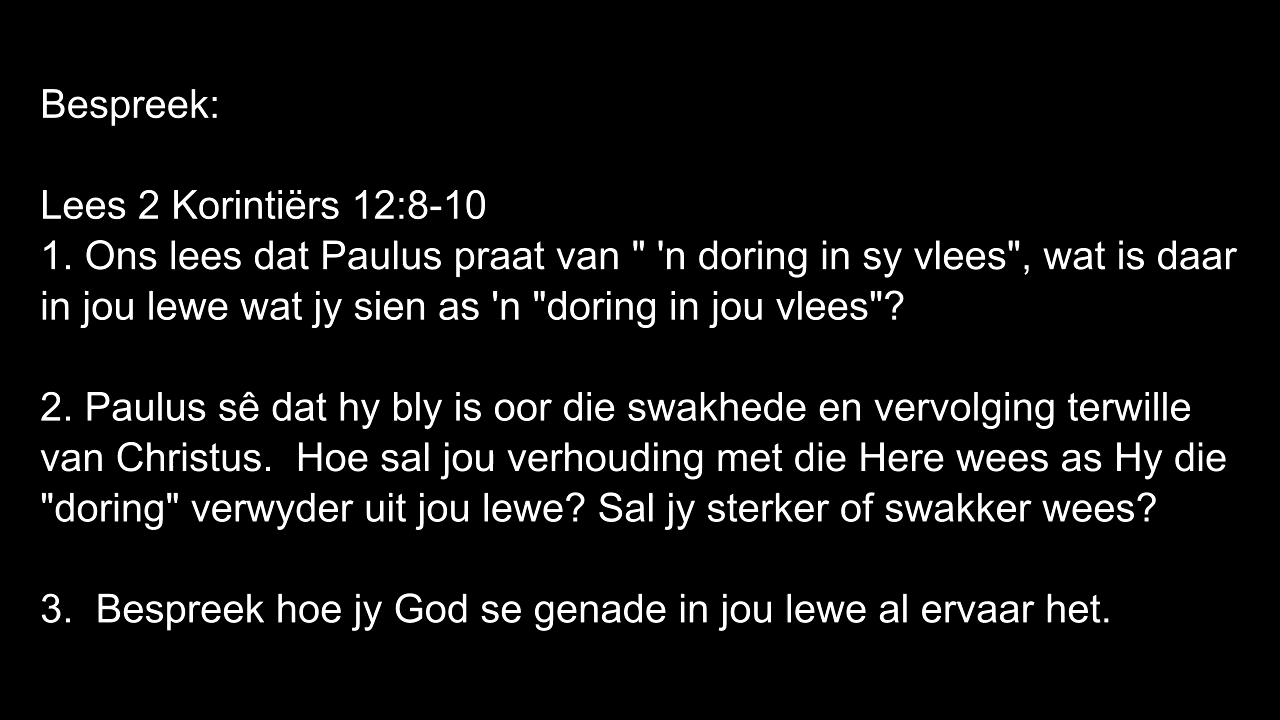 Bespreek:
Lees 2 Korintiërs 12:8-10
1. Ons lees dat Paulus praat van " 'n doring in sy vlees", wat is daar
in jou lewe wat jy sien as 'n "doring in jou vlees"?
2. Paulus sê dat hy bly is oor die swakhede en vervolging terwille
van Christus.  Hoe sal jou verhouding met die Here wees as Hy die
"doring" verwyder uit jou lewe? Sal jy sterker of swakker wees?
3.  Bespreek hoe jy God se genade in jou lewe al ervaar het.